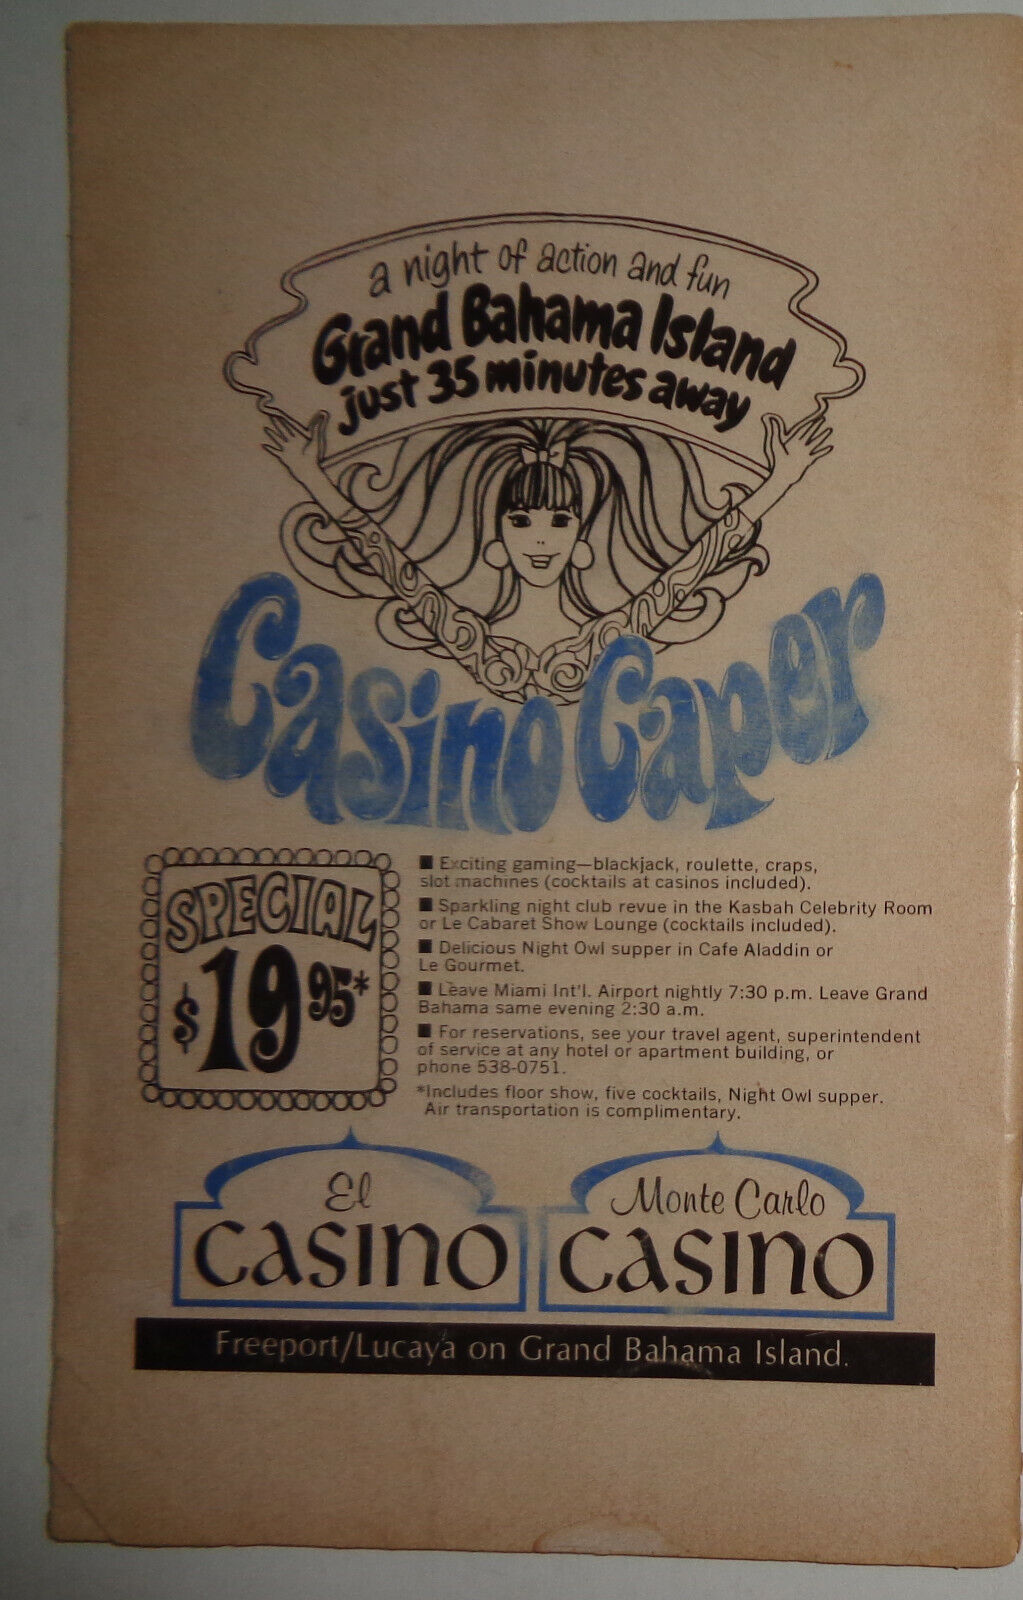 a night of action and fun
Grand Bahama Island
just 35 minutes away
Casino Caper
SPECIAL
$19.95*
■ Exciting gaming—blackjack, roulette, craps,
slot machines (cocktails at casinos included).
■ Sparkling night club revue in the Kasbah Celebrity Room
or Le Cabaret Show Lounge (cocktails included).
■ Delicious Night Owl supper in Cafe Aladdin or
Le Gourmet.
■ Leave Miami Int'l. Airport nightly 7:30 p.m. Leave Grand
Bahama same evening 2:30 a.m.
■ For reservations, see your travel agent, superintendent
of service at any hotel or apartment building, or
phone 538-0751.
*Includes floor show, five cocktails, Night Owl supper.
Air transportation is complimentary.
El
CASINO
Monte Carlo
CASINO
Freeport/Lucaya on Grand Bahama Island.